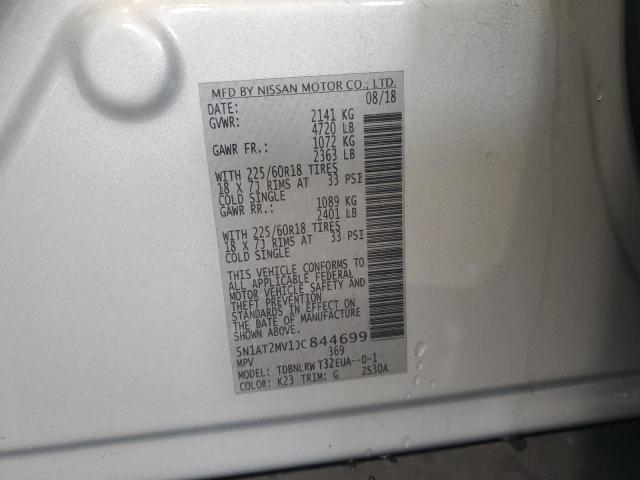 MFD BY NISSAN MOTOR CO., LTD.
DATE: 08/18
GVWR: 2141 KG
4720 LB
GAWR FR.: 1072 KG
2363 LB
WITH 225/60R18 TIRES
18 X 7J RIMS AT 33 PSI
COLD SINGLE
GAWR RR.: 1089 KG
2401 LB
WITH 225/60R18 TIRES
18 X 7J RIMS AT 33 PSI
COLD SINGLE
THIS VEHICLE CONFORMS TO
ALL APPLICABLE FEDERAL
MOTOR VEHICLE SAFETY AND
THEFT PREVENTION
STANDARDS IN EFFECT ON
THE DATE OF MANUFACTURE
SHOWN ABOVE.
5N1AT2MV1JC844699
MPV 369
MODEL: TDBNLRW T32EUA--D-1
COLOR: K23 TRIM: G ZS30A